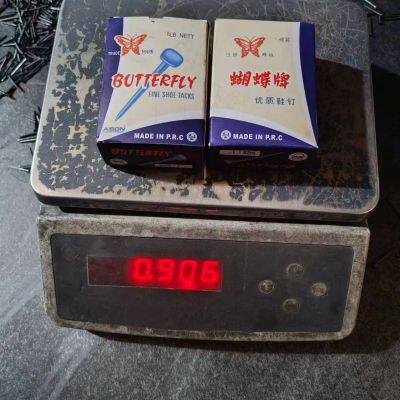 1LB. NETT
BUTTERFLY
FINE SHOE TACKS
MADE IN P.R.C
BUTTERFLY
蝴蝶牌
优质鞋钉
MADE IN P.R.C
0.906